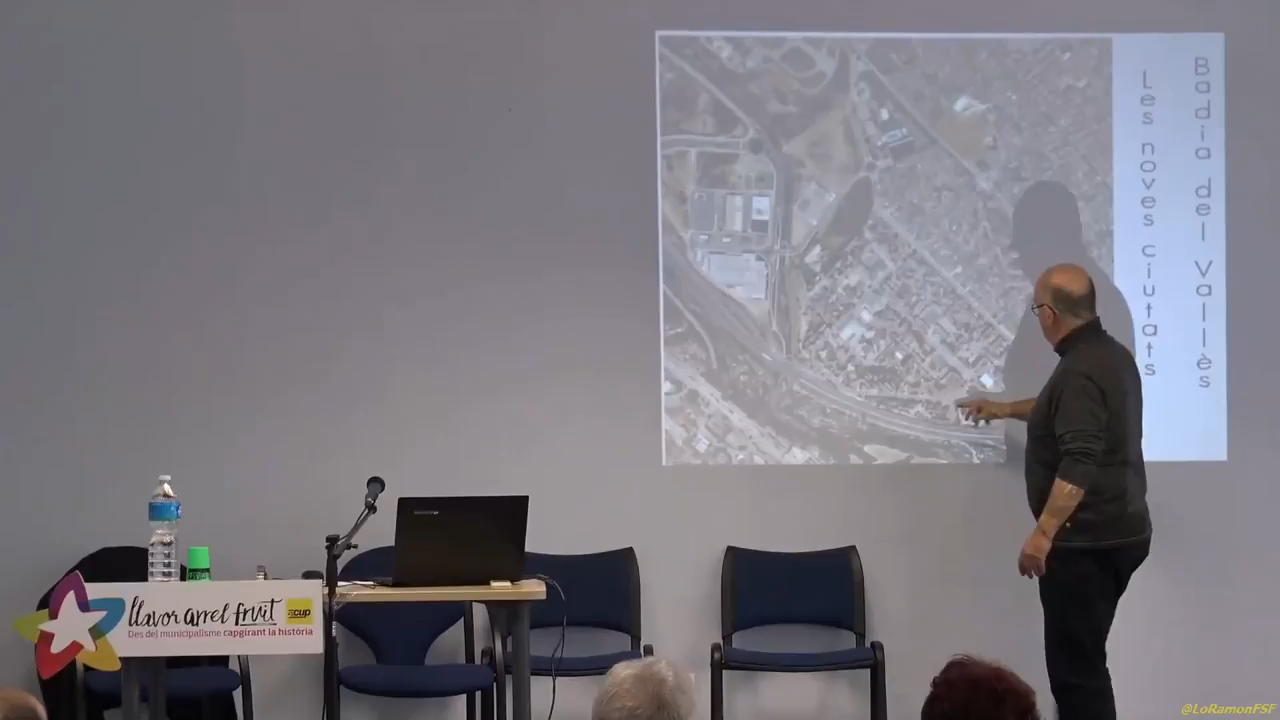 Badia del Vallès
Les noves ciutats
llavor arrel fruit
cup
Des del municipalisme capgirant la història
@LoRamonFSF